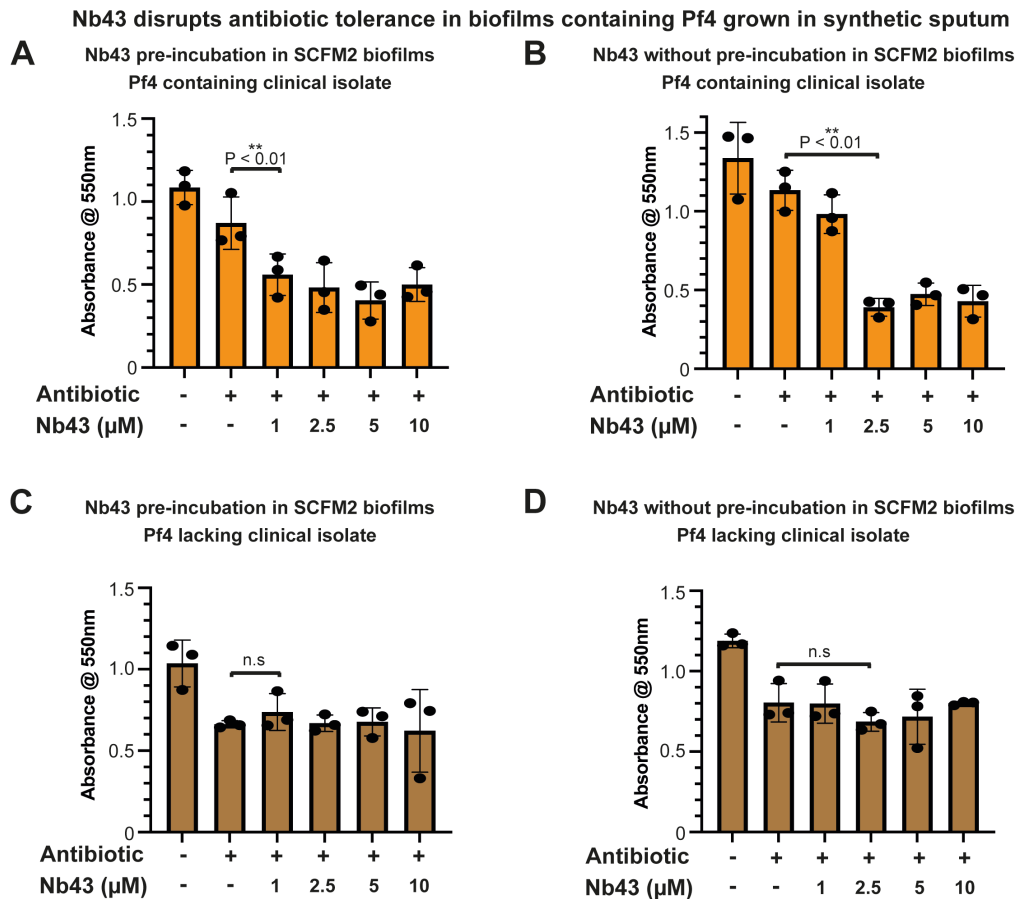 Nb43 disrupts antibiotic tolerance in biofilms containing Pf4 grown in synthetic sputum
A
Nb43 pre-incubation in SCFM2 biofilms
Pf4 containing clinical isolate
Absorbance @ 550nm
1.5
1.0
0.5
0
**
P < 0.01
Antibiotic - + + + + +
Nb43 (μM) - - 1 2.5 5 10
B
Nb43 without pre-incubation in SCFM2 biofilms
Pf4 containing clinical isolate
Absorbance @ 550nm
1.5
1.0
0.5
0
**
P < 0.01
Antibiotic - + + + + +
Nb43 (μM) - - 1 2.5 5 10
C
Nb43 pre-incubation in SCFM2 biofilms
Pf4 lacking clinical isolate
Absorbance @ 550nm
1.5
1.0
0.5
0
n.s
Antibiotic - + + + + +
Nb43 (μM) - - 1 2.5 5 10
D
Nb43 without pre-incubation in SCFM2 biofilms
Pf4 lacking clinical isolate
Absorbance @ 550nm
1.5
1.0
0.5
0
n.s
Antibiotic - + + + + +
Nb43 (μM) - - 1 2.5 5 10